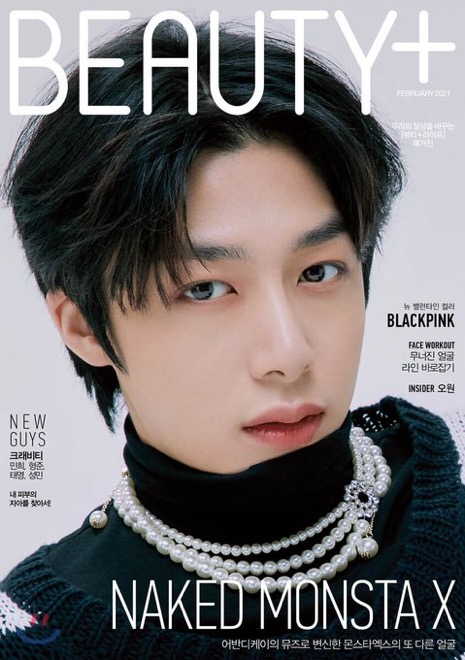 BEAUTY+
FEBRUARY 2021
우리의 일상을 바꾸는
[뷰티+라이프]
매거진
뉴 밸런타인 컬러
BLACKPINK
FACE WORKOUT
무너진 얼굴
라인 바로잡기
INSIDER 오원
NEW
GUYS
크래비티
민희, 형준,
태영, 성민
내 피부의
자아를 찾아서!
NAKED MONSTA X
어반디케이의 뮤즈로 변신한 몬스타엑스의 또 다른 얼굴